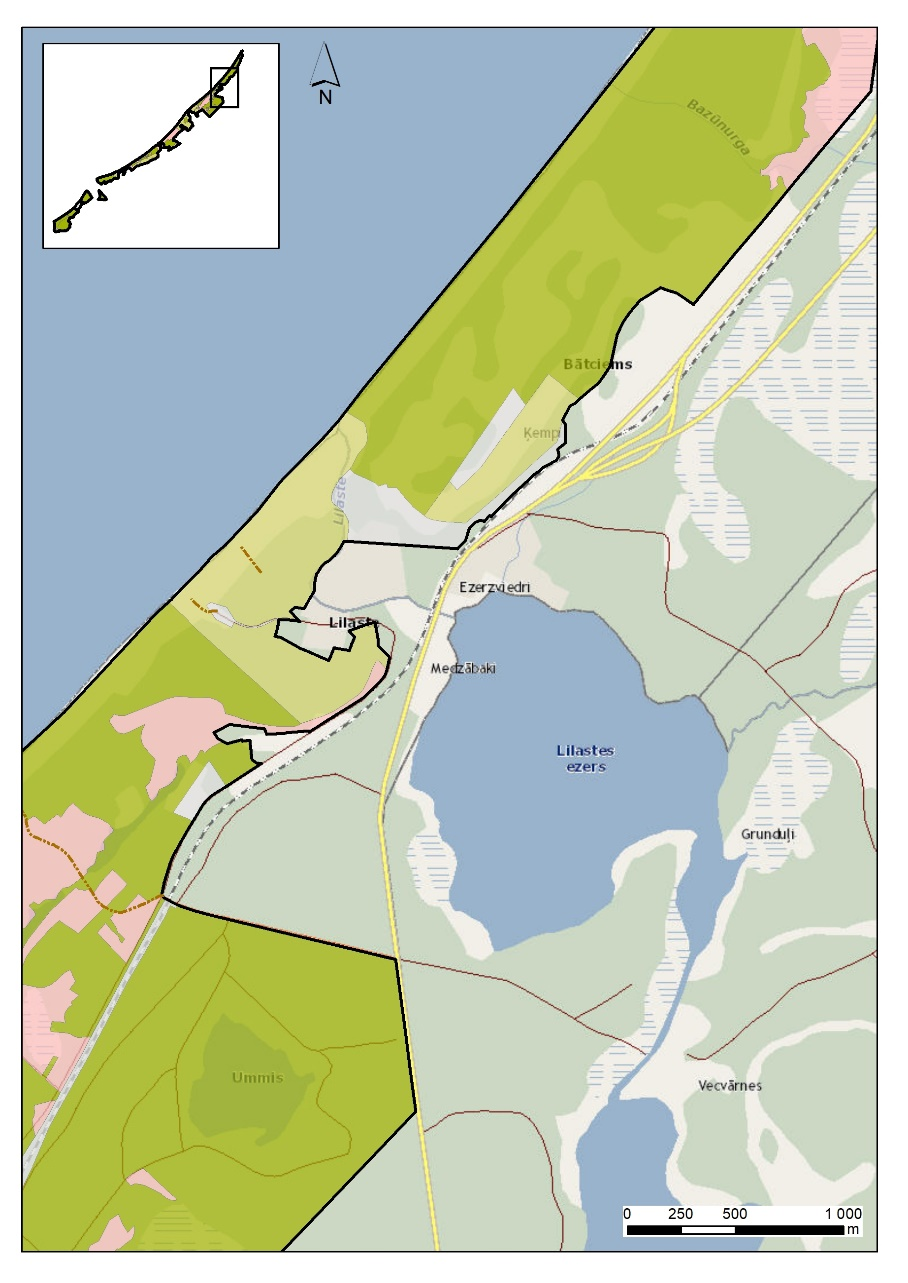 N
Bazūnurga
Bātciems
Ķemp
Lilaste
Ezerzviedri
Lilaste
Medzābaki
Lilastes
ezers
Grunduļi
Ummis
Vecvārnes
0 250 500 1 000
m